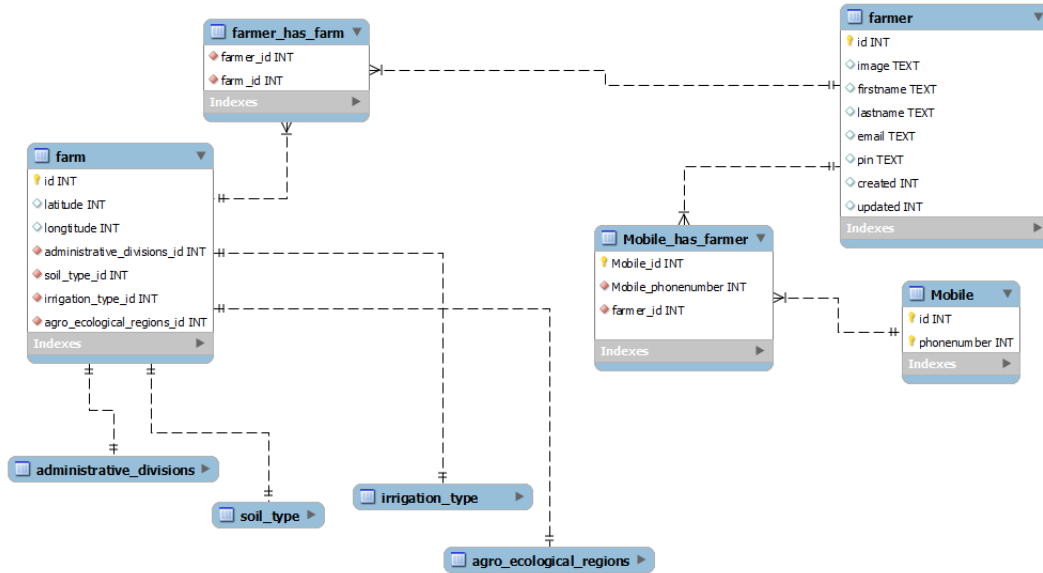 farmer_has_farm
farmer_id INT
farm_id INT
Indexes
farmer
id INT
image TEXT
firstname TEXT
lastname TEXT
email TEXT
pin TEXT
created INT
updated INT
Indexes
farm
id INT
latitude INT
longtitude INT
administrative_divisions_id INT
soil_type_id INT
irrigation_type_id INT
agro_ecological_regions_id INT
Indexes
Mobile_has_farmer
Mobile_id INT
Mobile_phonenumber INT
farmer_id INT
Indexes
Mobile
id INT
phonenumber INT
Indexes
administrative_divisions
soil_type
irrigation_type
agro_ecological_regions